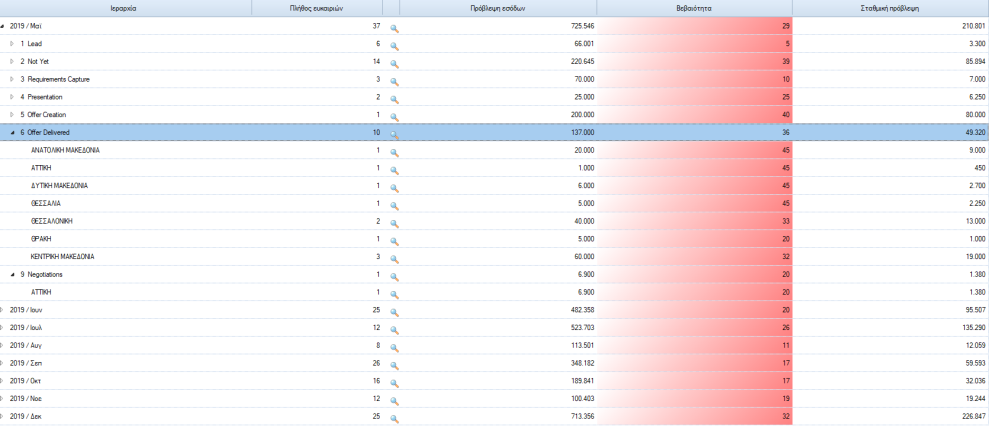 Ιεραρχία Πλήθος ευκαιριών Πρόβλεψη εσόδων Βεβαιότητα Σταθμική πρόβλεψη
2019 / Μαϊ 37 725.546 29 210.801
1 Lead 6 66.001 5 3.300
2 Not Yet 14 220.645 39 85.894
3 Requirements Capture 3 70.000 10 7.000
4 Presentation 2 25.000 25 6.250
5 Offer Creation 1 200.000 40 80.000
6 Offer Delivered 10 137.000 36 49.320
ΑΝΑΤΟΛΙΚΗ ΜΑΚΕΔΟΝΙΑ 1 20.000 45 9.000
ΑΤΤΙΚΗ 1 1.000 45 450
ΔΥΤΙΚΗ ΜΑΚΕΔΟΝΙΑ 1 6.000 45 2.700
ΘΕΣΣΑΛΙΑ 1 5.000 45 2.250
ΘΕΣΣΑΛΟΝΙΚΗ 2 40.000 33 13.000
ΘΡΑΚΗ 1 5.000 20 1.000
ΚΕΝΤΡΙΚΗ ΜΑΚΕΔΟΝΙΑ 3 60.000 32 19.000
9 Negotiations 1 6.900 20 1.380
ΑΤΤΙΚΗ 1 6.900 20 1.380
2019 / Ιουν 25 482.358 20 95.507
2019 / Ιουλ 12 523.703 26 135.290
2019 / Αυγ 8 113.501 11 12.059
2019 / Σεπ 26 348.182 17 59.593
2019 / Οκτ 16 189.841 17 32.036
2019 / Νοε 12 100.403 19 19.244
2019 / Δεκ 25 713.356 32 226.847